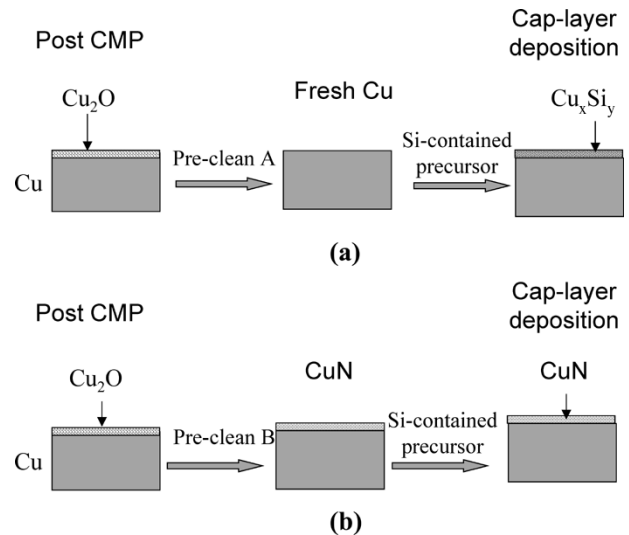 Post CMP
Cap-layer
deposition
Cu₂O
Fresh Cu
CuₓSiᵧ
Cu
Pre-clean A
Si-contained
precursor
(a)
Post CMP
Cap-layer
deposition
Cu₂O
CuN
CuN
Cu
Pre-clean B
Si-contained
precursor
(b)